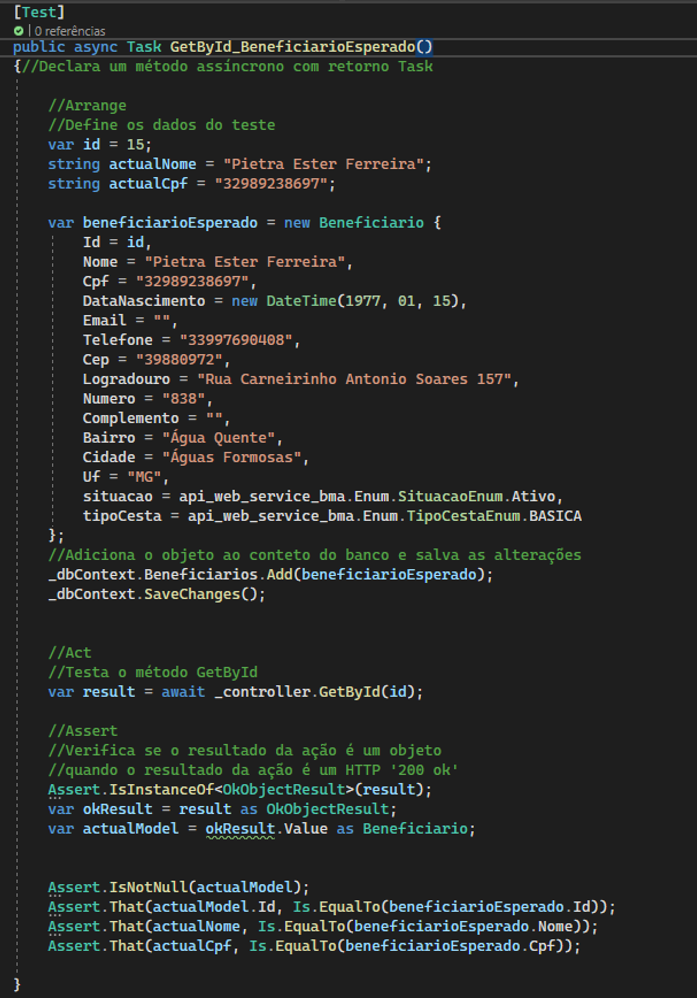 [Test]
0 referências
public async Task GetById_BeneficiarioEsperado()
{//Declara um método assíncrono com retorno Task
//Arrange
//Define os dados do teste
var id = 15;
string actualNome = "Pietra Ester Ferreira";
string actualCpf = "32989238697";
var beneficiarioEsperado = new Beneficiario {
Id = id,
Nome = "Pietra Ester Ferreira",
Cpf = "32989238697",
DataNascimento = new DateTime(1977, 01, 15),
Email = "",
Telefone = "33997690408",
Cep = "39880972",
Logradouro = "Rua Carneirinho Antonio Soares 157",
Numero = "838",
Complemento = "",
Bairro = "Água Quente",
Cidade = "Águas Formosas",
Uf = "MG",
situacao = api_web_service_bma.Enum.SituacaoEnum.Ativo,
tipoCesta = api_web_service_bma.Enum.TipoCestaEnum.BASICA
};
//Adiciona o objeto ao conteto do banco e salva as alterações
_dbContext.Beneficiarios.Add(beneficiarioEsperado);
_dbContext.SaveChanges();
//Act
//Testa o método GetById
var result = await _controller.GetById(id);
//Assert
//Verifica se o resultado da ação é um objeto
//quando o resultado da ação é um HTTP '200 ok'
Assert.IsInstanceOf<OkObjectResult>(result);
var okResult = result as OkObjectResult;
var actualModel = okResult.Value as Beneficiario;
Assert.IsNotNull(actualModel);
Assert.That(actualModel.Id, Is.EqualTo(beneficiarioEsperado.Id));
Assert.That(actualNome, Is.EqualTo(beneficiarioEsperado.Nome));
Assert.That(actualCpf, Is.EqualTo(beneficiarioEsperado.Cpf));
}